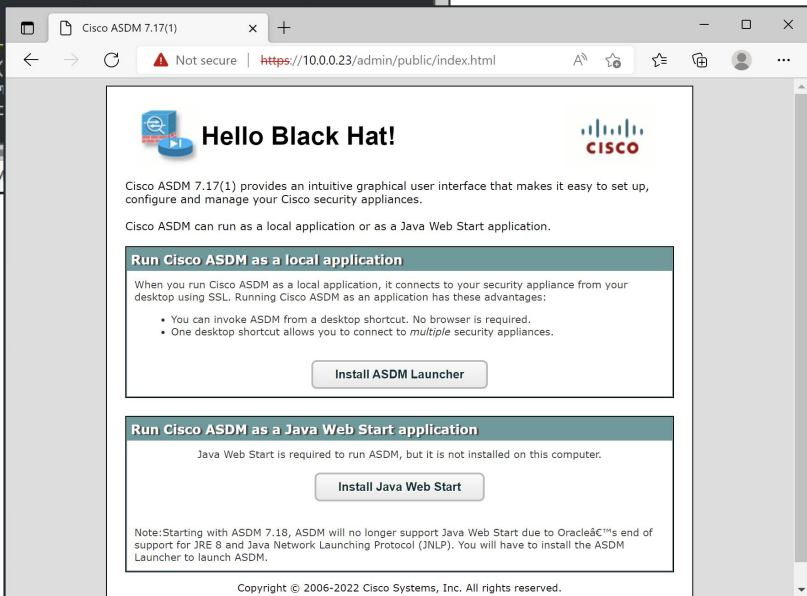 Cisco ASDM 7.17(1)
Not secure | https://10.0.0.23/admin/public/index.html
Hello Black Hat!
CISCO
Cisco ASDM 7.17(1) provides an intuitive graphical user interface that makes it easy to set up,
configure and manage your Cisco security appliances.
Cisco ASDM can run as a local application or as a Java Web Start application.
Run Cisco ASDM as a local application
When you run Cisco ASDM as a local application, it connects to your security appliance from your
desktop using SSL. Running Cisco ASDM as an application has these advantages:
• You can invoke ASDM from a desktop shortcut. No browser is required.
• One desktop shortcut allows you to connect to multiple security appliances.
Install ASDM Launcher
Run Cisco ASDM as a Java Web Start application
Java Web Start is required to run ASDM, but it is not installed on this computer.
Install Java Web Start
Note:Starting with ASDM 7.18, ASDM will no longer support Java Web Start due to Oracleâ€™s end of
support for JRE 8 and Java Network Launching Protocol (JNLP). You will have to install the ASDM
Launcher to launch ASDM.
Copyright © 2006-2022 Cisco Systems, Inc. All rights reserved.